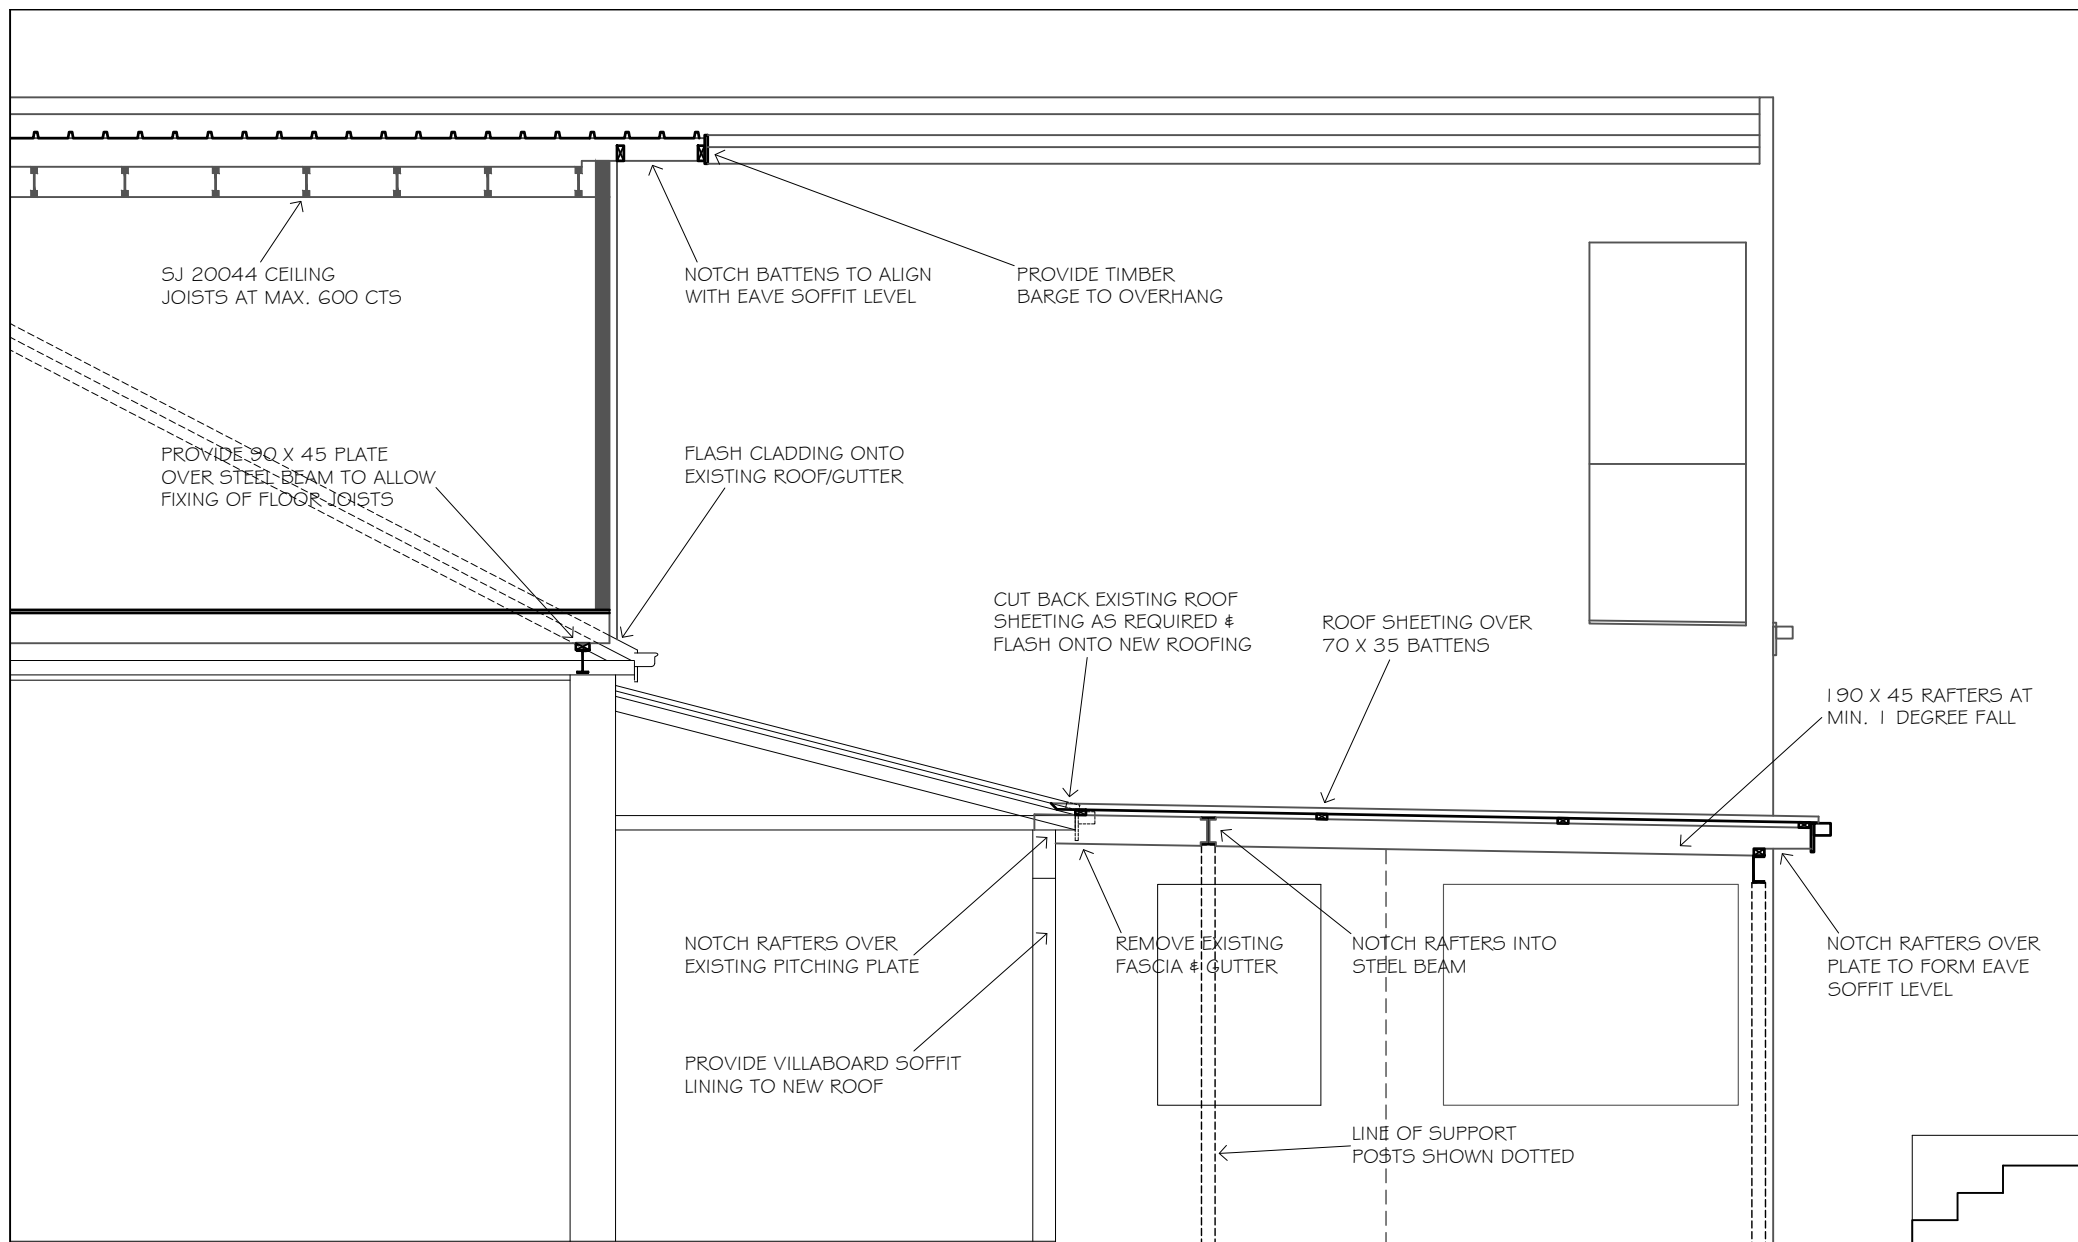 SJ 20044 CEILING
JOISTS AT MAX. 600 CTS
NOTCH BATTENS TO ALIGN
WITH EAVE SOFFIT LEVEL
PROVIDE TIMBER
BARGE TO OVERHANG
PROVIDE 90 X 45 PLATE
OVER STEEL BEAM TO ALLOW
FIXING OF FLOOR JOISTS
FLASH CLADDING ONTO
EXISTING ROOF/GUTTER
CUT BACK EXISTING ROOF
SHEETING AS REQUIRED &
FLASH ONTO NEW ROOFING
ROOF SHEETING OVER
70 X 35 BATTENS
190 X 45 RAFTERS AT
MIN. 1 DEGREE FALL
NOTCH RAFTERS OVER
EXISTING PITCHING PLATE
REMOVE EXISTING
FASCIA & GUTTER
NOTCH RAFTERS INTO
STEEL BEAM
NOTCH RAFTERS OVER
PLATE TO FORM EAVE
SOFFIT LEVEL
PROVIDE VILLABOARD SOFFIT
LINING TO NEW ROOF
LINE OF SUPPORT
POSTS SHOWN DOTTED